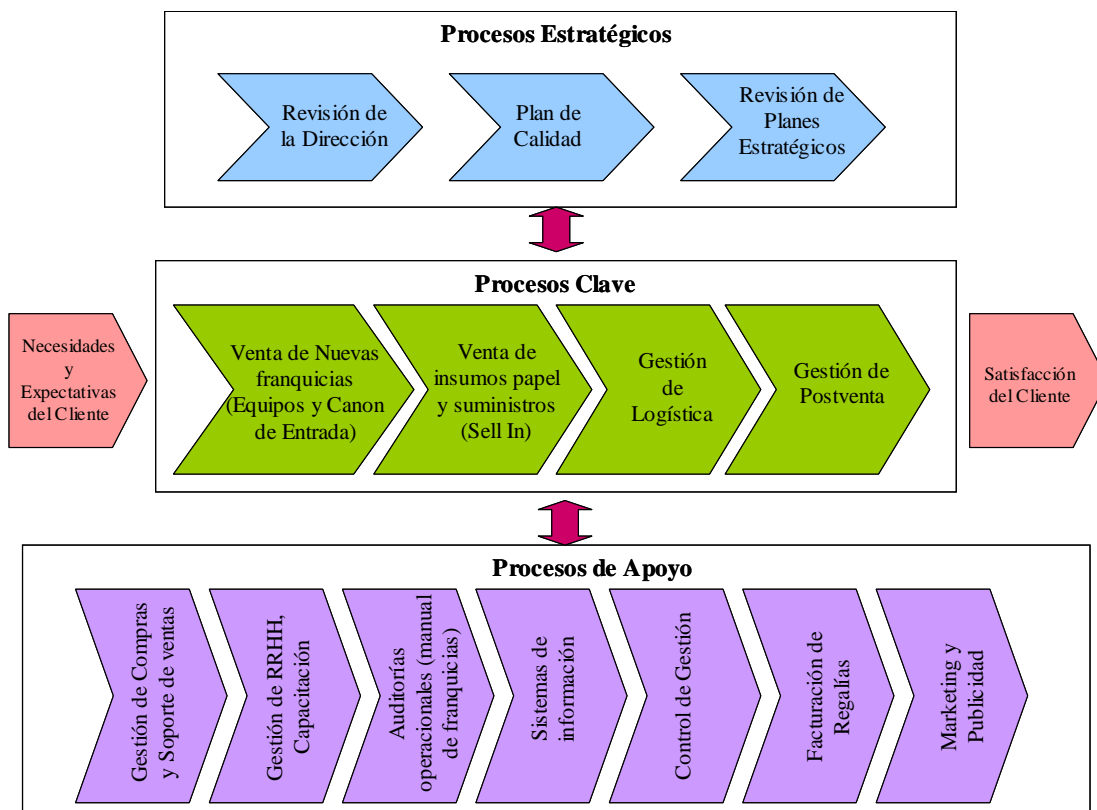 Procesos Estratégicos
Revisión de
la Dirección
Plan de
Calidad
Revisión de
Planes
Estratégicos
Procesos Clave
Necesidades
y
Expectativas
del Cliente
Venta de Nuevas
franquicias
(Equipos y Canon
de Entrada)
Venta de
insumos papel
y suministros
(Sell In)
Gestión
de
Logística
Gestión de
Postventa
Satisfacción
del Cliente
Procesos de Apoyo
Gestión de Compras
y Soporte de ventas
Gestión de RRHH,
Capacitación
Auditorías
operacionales (manual
de franquicias)
Sistemas de
información
Control de Gestión
Facturación de
Regalías
Marketing y
Publicidad